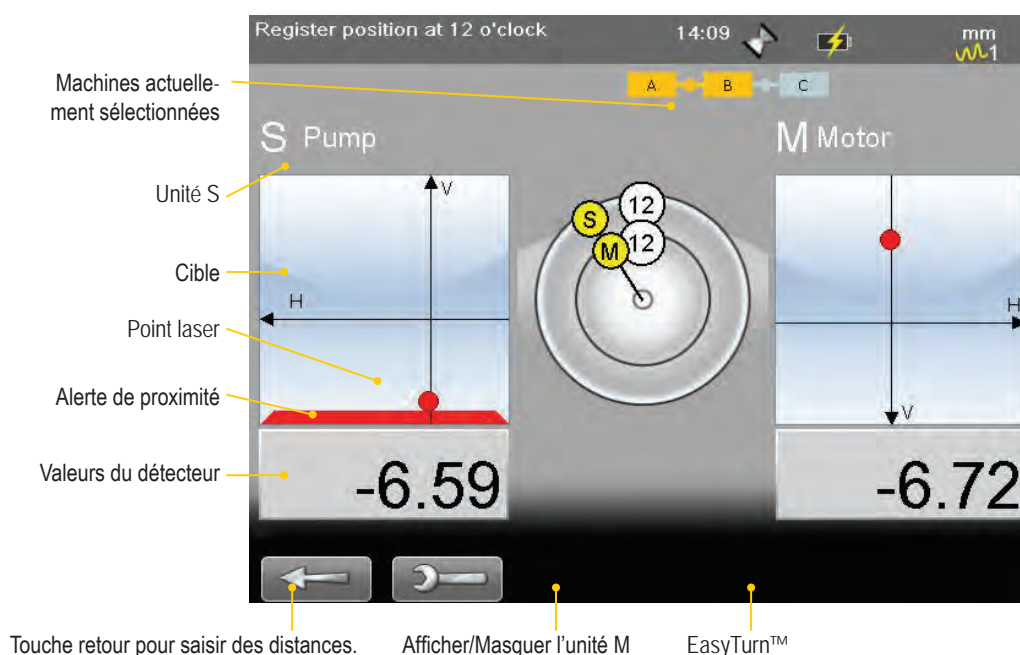 Register position at 12 o'clock
14:09
mm
1
Machines actuelle-
ment sélectionnées
A
B
C
S Pump
M Motor
Unité S
V
S
12
M
12
Cible
H
H
Point laser
Alerte de proximité
V
Valeurs du détecteur
-6.59
-6.72
Touche retour pour saisir des distances.
Afficher/Masquer l’unité M
EasyTurn™